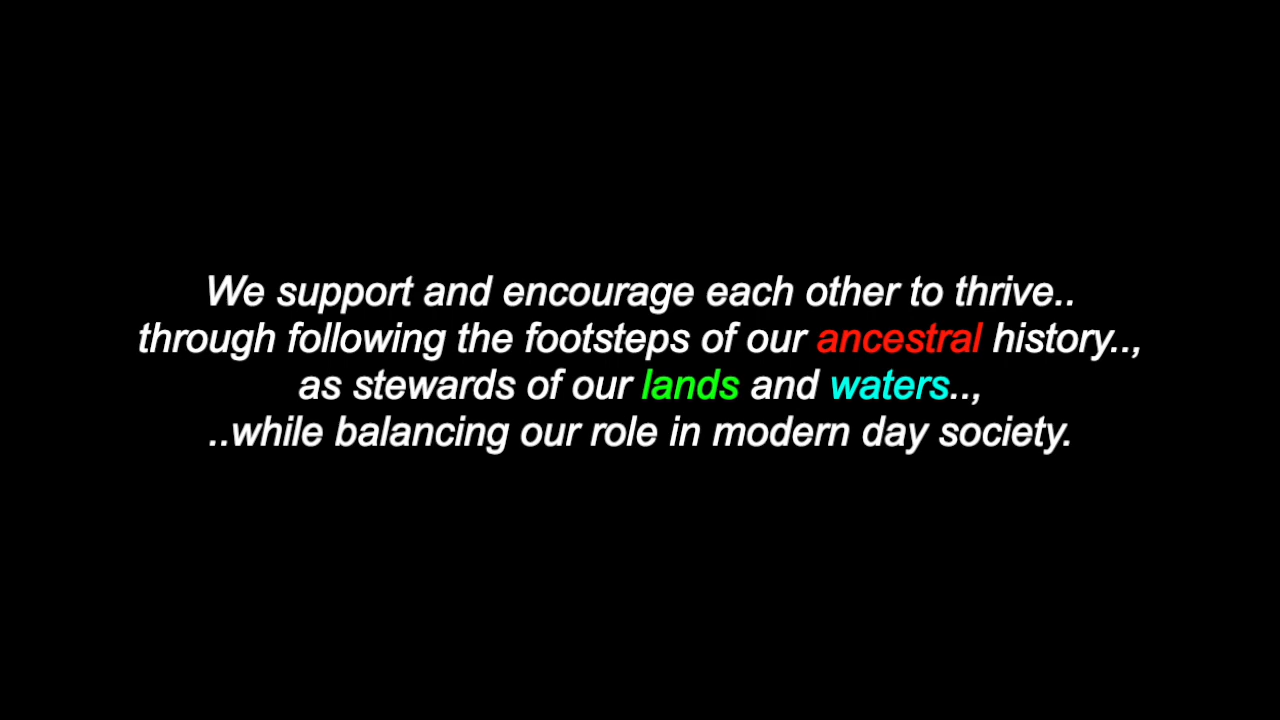 We support and encourage each other to thrive..
through following the footsteps of our ancestral history..,
as stewards of our lands and waters..,
..while balancing our role in modern day society.